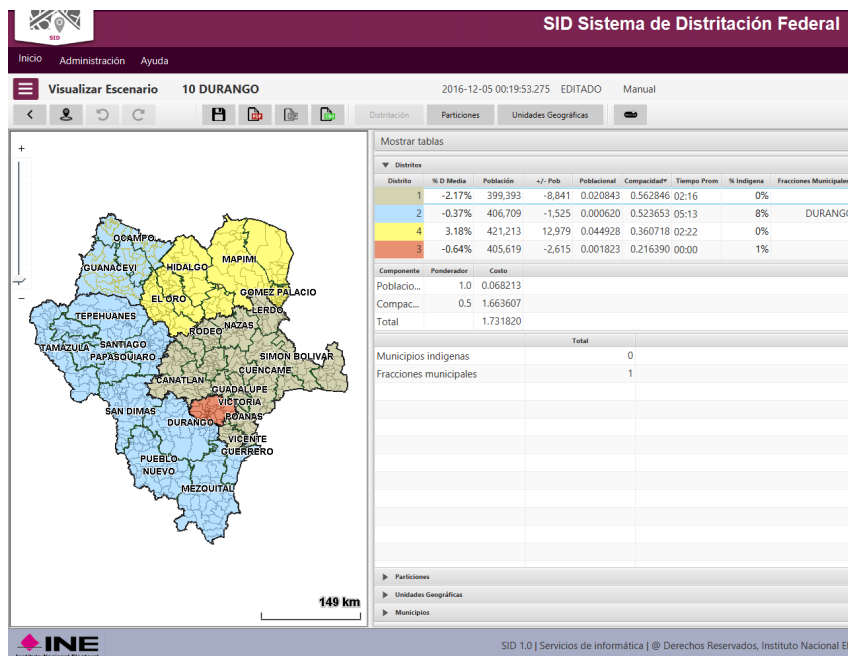 SID
SID Sistema de Distritación Federal
Inicio Administración Ayuda
Visualizar Escenario 10 DURANGO 2016-12-05 00:19:53.275 EDITADO Manual
Distritación Particiones Unidades Geográficas
Mostrar tablas
Distritos
Distrito % D Media Población +/- Pob Poblacional Compacidad▼ Tiempo Prom % Indigena Fracciones Municipales
1 -2.17% 399,393 -8,841 0.020843 0.562846 02:16 0%
2 -0.37% 406,709 -1,525 0.000620 0.523653 05:13 8% DURANGO
4 3.18% 421,213 12,979 0.044928 0.360718 02:22 0%
3 -0.64% 405,619 -2,615 0.001823 0.216390 00:00 1%
Componente Ponderador Costo
Poblacio... 1.0 0.068213
Compac... 0.5 1.663607
Total 1.731820
Total
Municipios indigenas 0
Fracciones municipales 1
Particiones
Unidades Geográficas
Municipios
+
−
OCAMPO
GUANACEVI
HIDALGO
MAPIMI
EL ORO
GOMEZ PALACIO
LERDO
TEPEHUANES
RODEO
NAZAS
TAMAZULA
SANTIAGO
PAPASQUIARO
SIMON BOLIVAR
CUENCAME
CANATLAN
GUADALUPE
VICTORIA
SAN DIMAS
DURANGO
POANAS
VICENTE
GUERRERO
PUEBLO
NUEVO
MEZQUITAL
149 km
INE
Instituto Nacional Electoral
SID 1.0 | Servicios de informática | @ Derechos Reservados, Instituto Nacional El